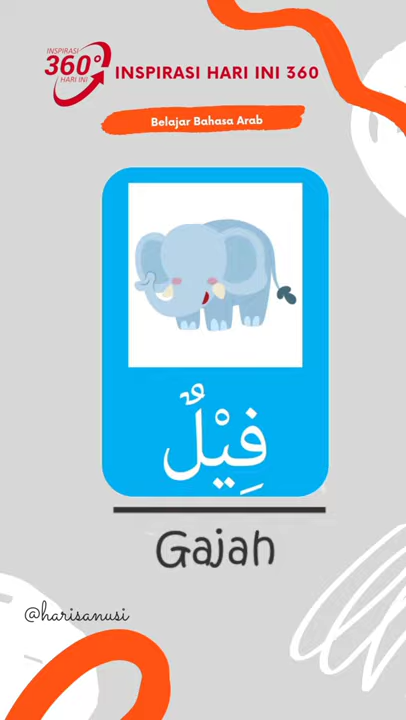 INSPIRASI
360°
HARI INI
INSPIRASI HARI INI 360
Belajar Bahasa Arab
فِيْلٌ
Gajah
@harisanusi